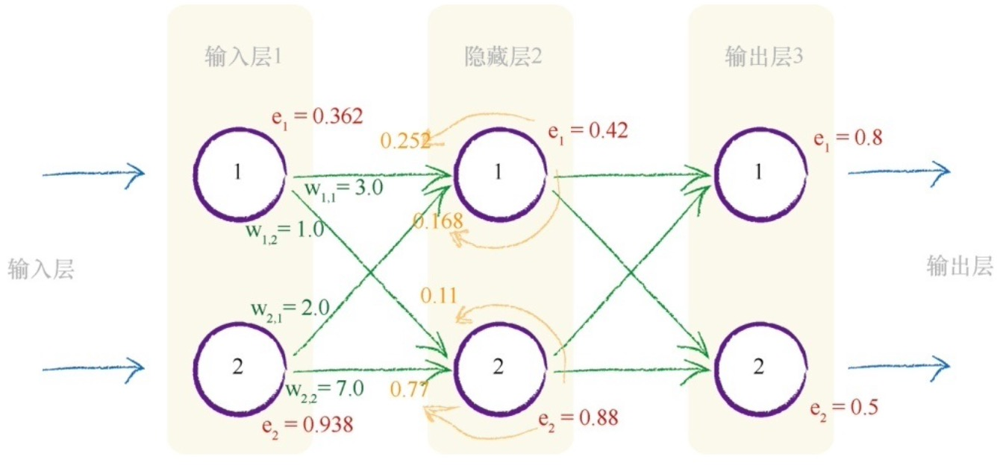 输入层1
隐藏层2
输出层3
e1 = 0.362
0.252
e1 = 0.42
e1 = 0.8
1
1
1
w1,1= 3.0
0.168
w1,2= 1.0
输入层
输出层
0.11
w2,1= 2.0
2
2
2
w2,2= 7.0
0.77
e2 = 0.938
e2 = 0.88
e2 = 0.5